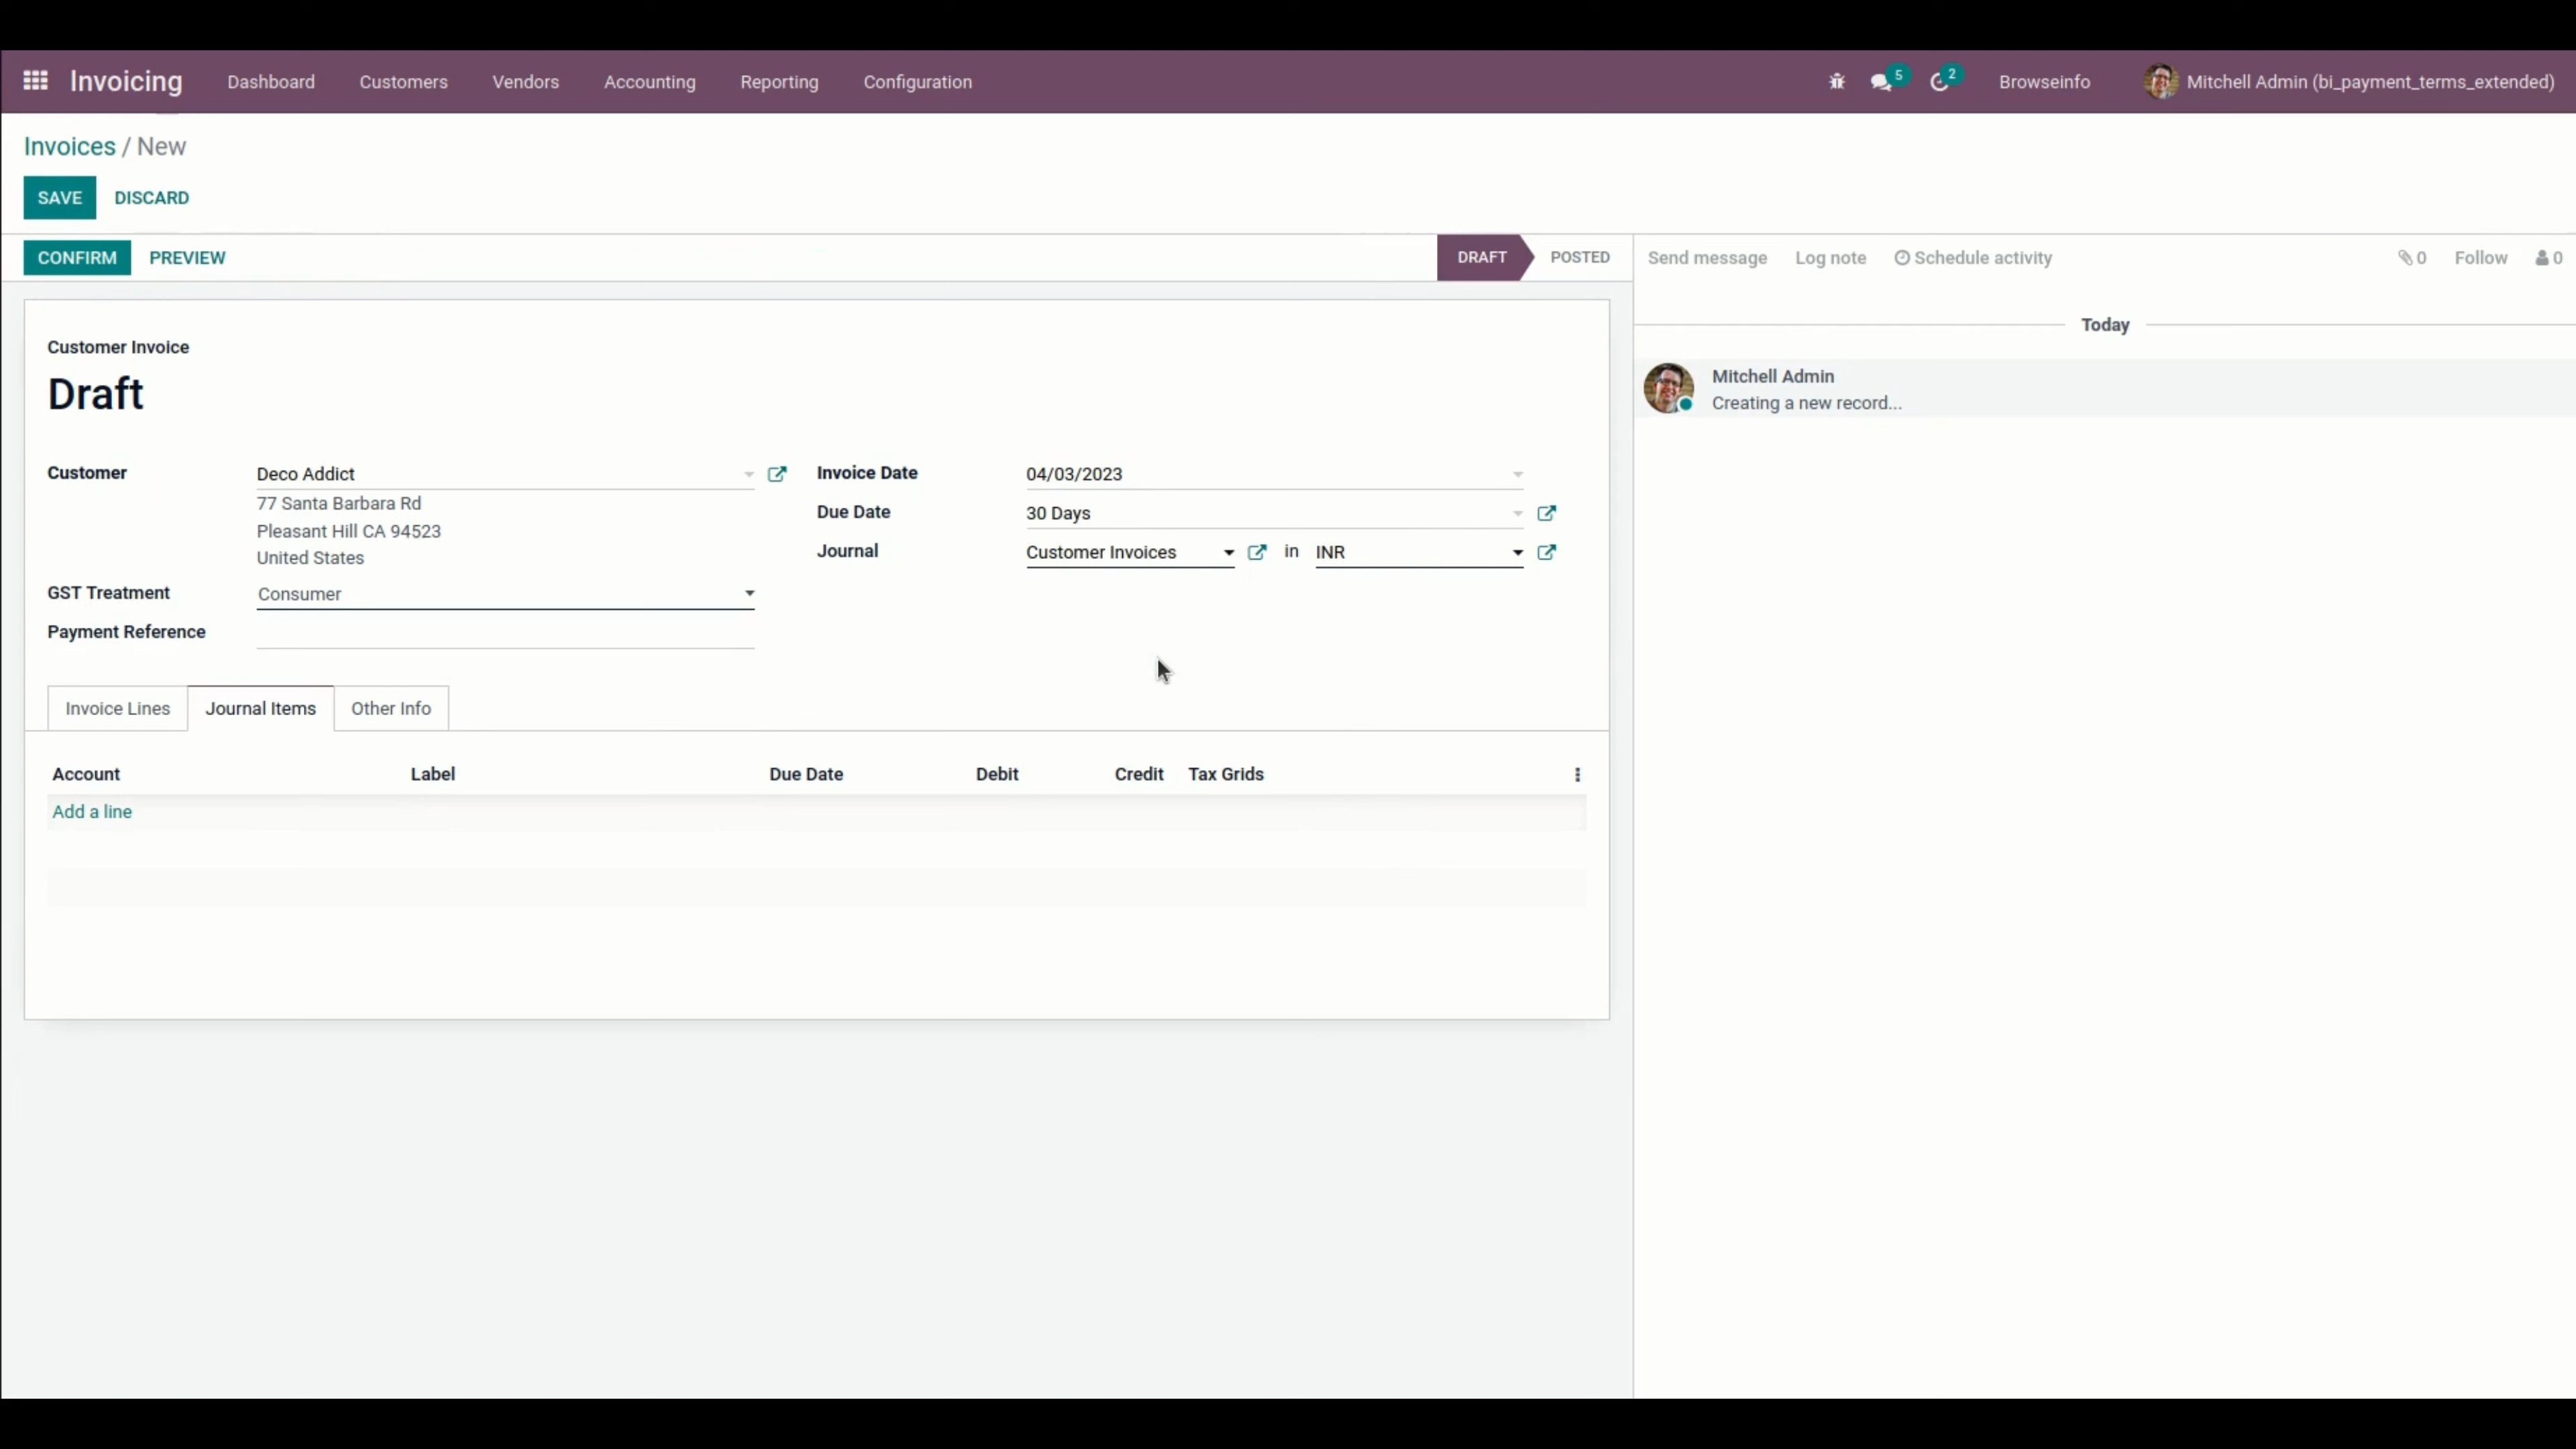 Invoicing Dashboard Customers Vendors Accounting Reporting Configuration 5 2 Browseinfo Mitchell Admin (bi_payment_terms_extended)
Invoices / New
SAVE DISCARD
CONFIRM PREVIEW DRAFT POSTED Send message Log note Schedule activity 0 Follow 0
Today
Customer Invoice
Draft
Mitchell Admin
Creating a new record...
Customer Deco Addict Invoice Date 04/03/2023
77 Santa Barbara Rd
Due Date 30 Days
Pleasant Hill CA 94523
United States
Journal Customer Invoices in INR
GST Treatment Consumer
Payment Reference
Invoice Lines Journal Items Other Info
Account Label Due Date Debit Credit Tax Grids
Add a line